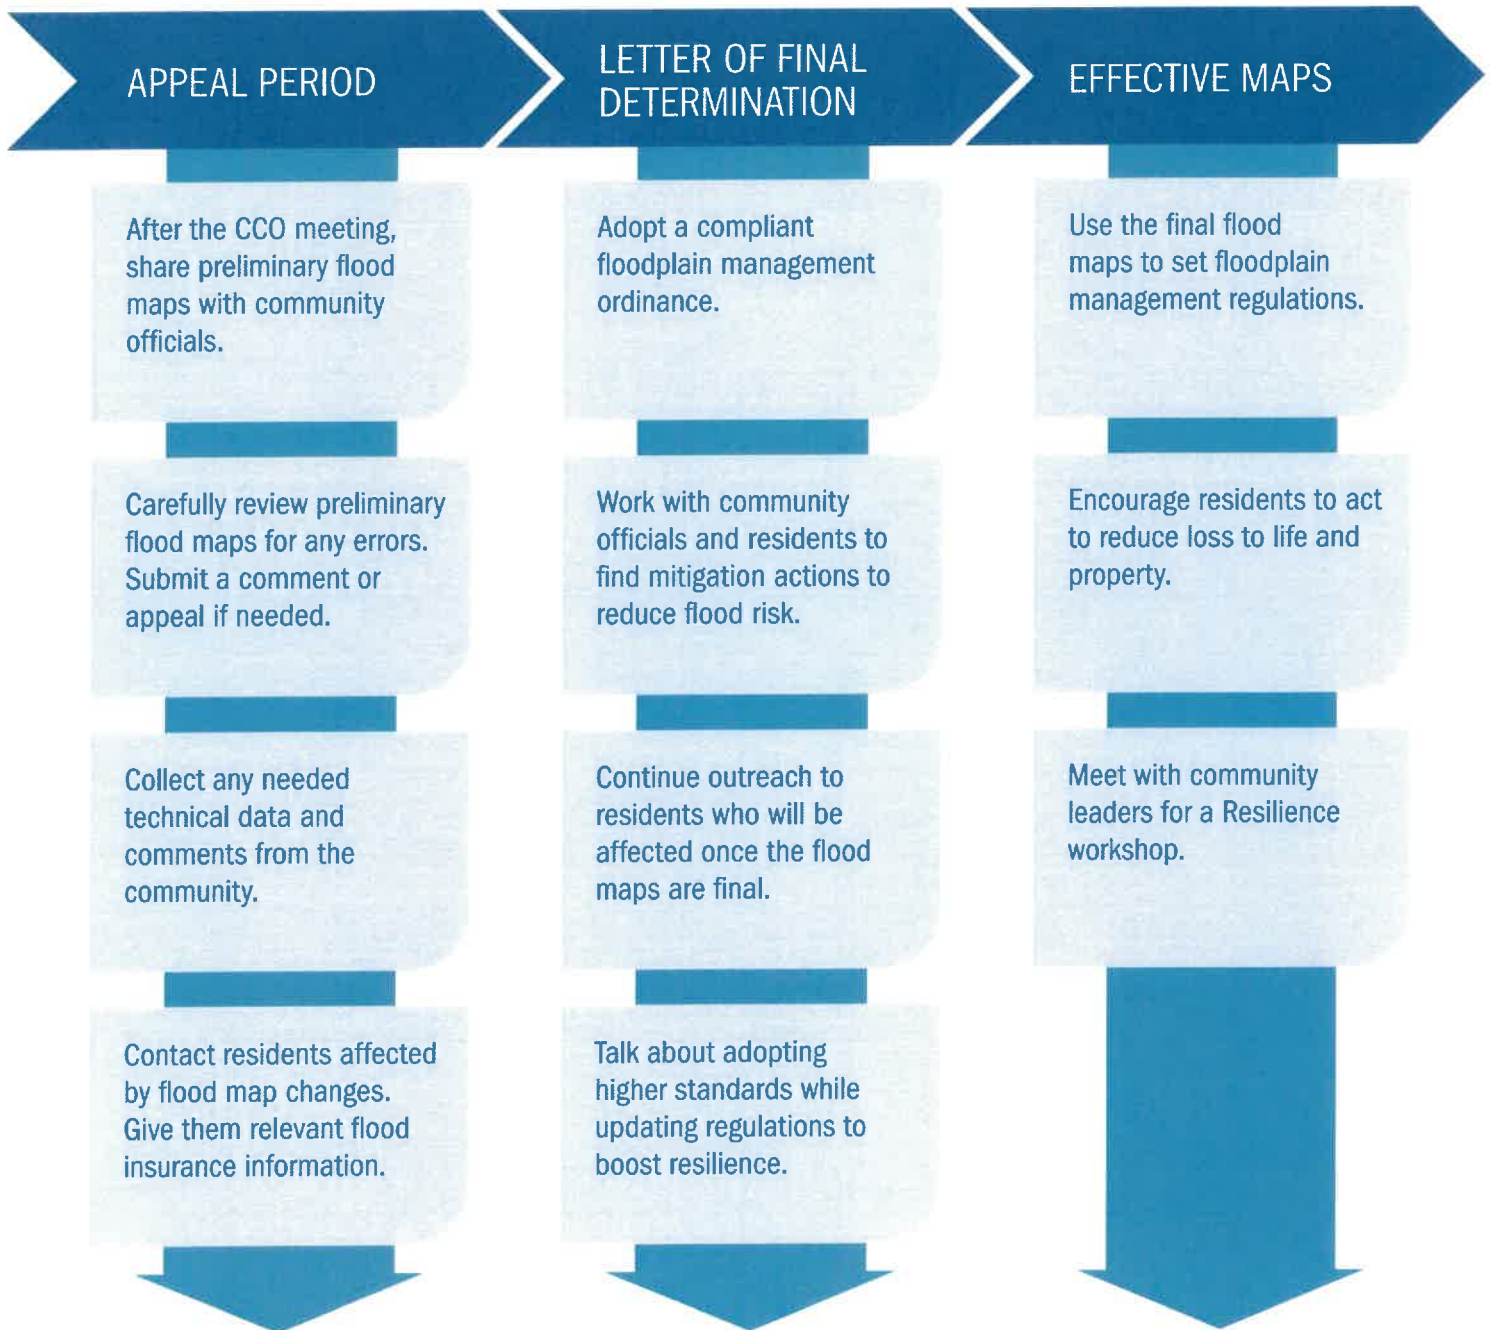 APPEAL PERIOD
After the CCO meeting,
share preliminary flood
maps with community
officials.
Carefully review preliminary
flood maps for any errors.
Submit a comment or
appeal if needed.
Collect any needed
technical data and
comments from the
community.
Contact residents affected
by flood map changes.
Give them relevant flood
insurance information.
LETTER OF FINAL
DETERMINATION
Adopt a compliant
floodplain management
ordinance.
Work with community
officials and residents to
find mitigation actions to
reduce flood risk.
Continue outreach to
residents who will be
affected once the flood
maps are final.
Talk about adopting
higher standards while
updating regulations to
boost resilience.
EFFECTIVE MAPS
Use the final flood
maps to set floodplain
management regulations.
Encourage residents to act
to reduce loss to life and
property.
Meet with community
leaders for a Resilience
workshop.